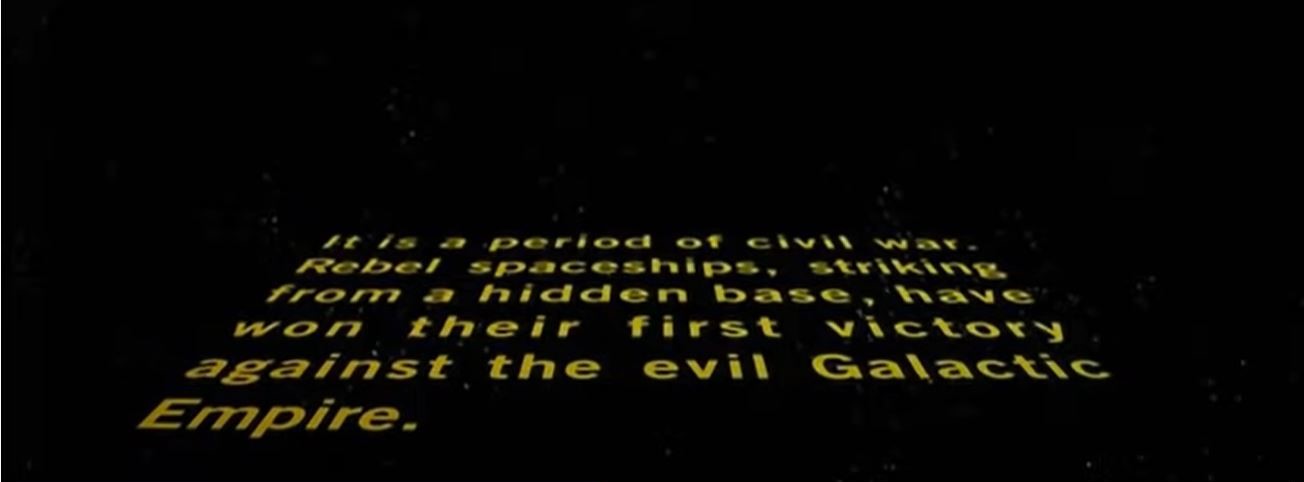 It is a period of civil war.
Rebel spaceships, striking
from a hidden base, have
won their first victory
against the evil Galactic
Empire.